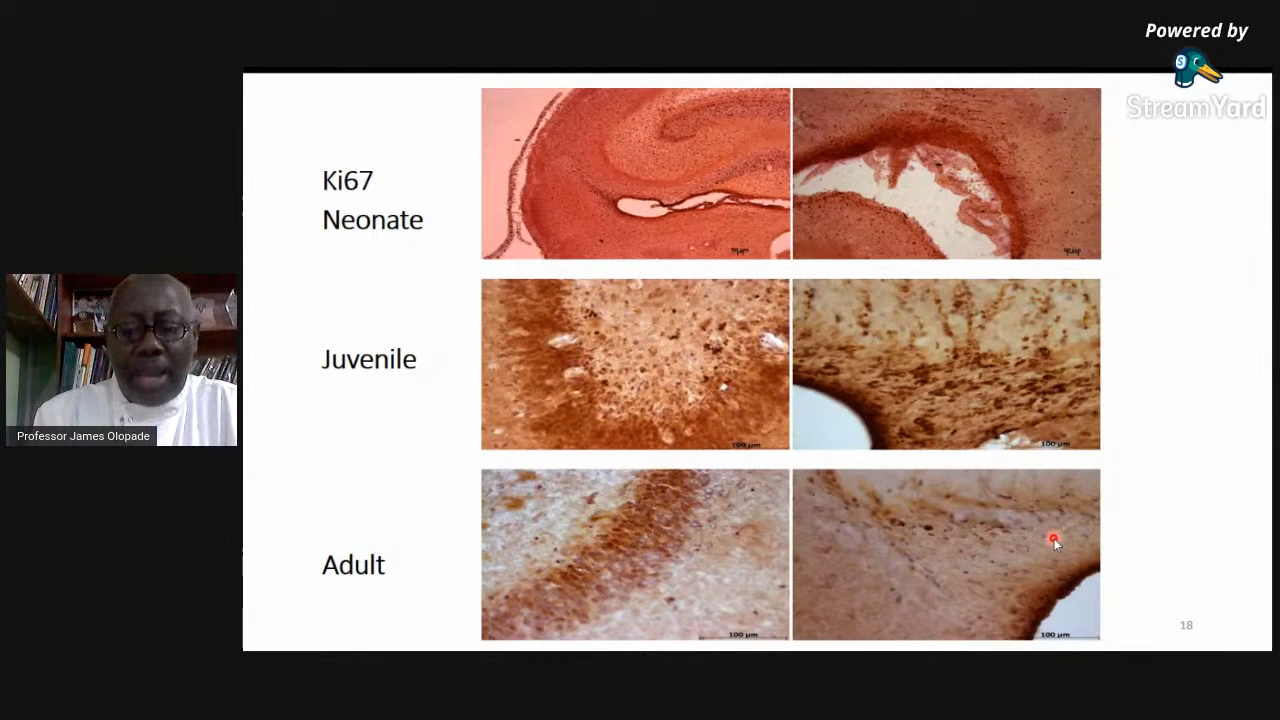 Powered by
StreamYard
Ki67
Neonate
Juvenile
100 µm
100 µm
Adult
100 µm
100 µm
Professor James Olopade
18